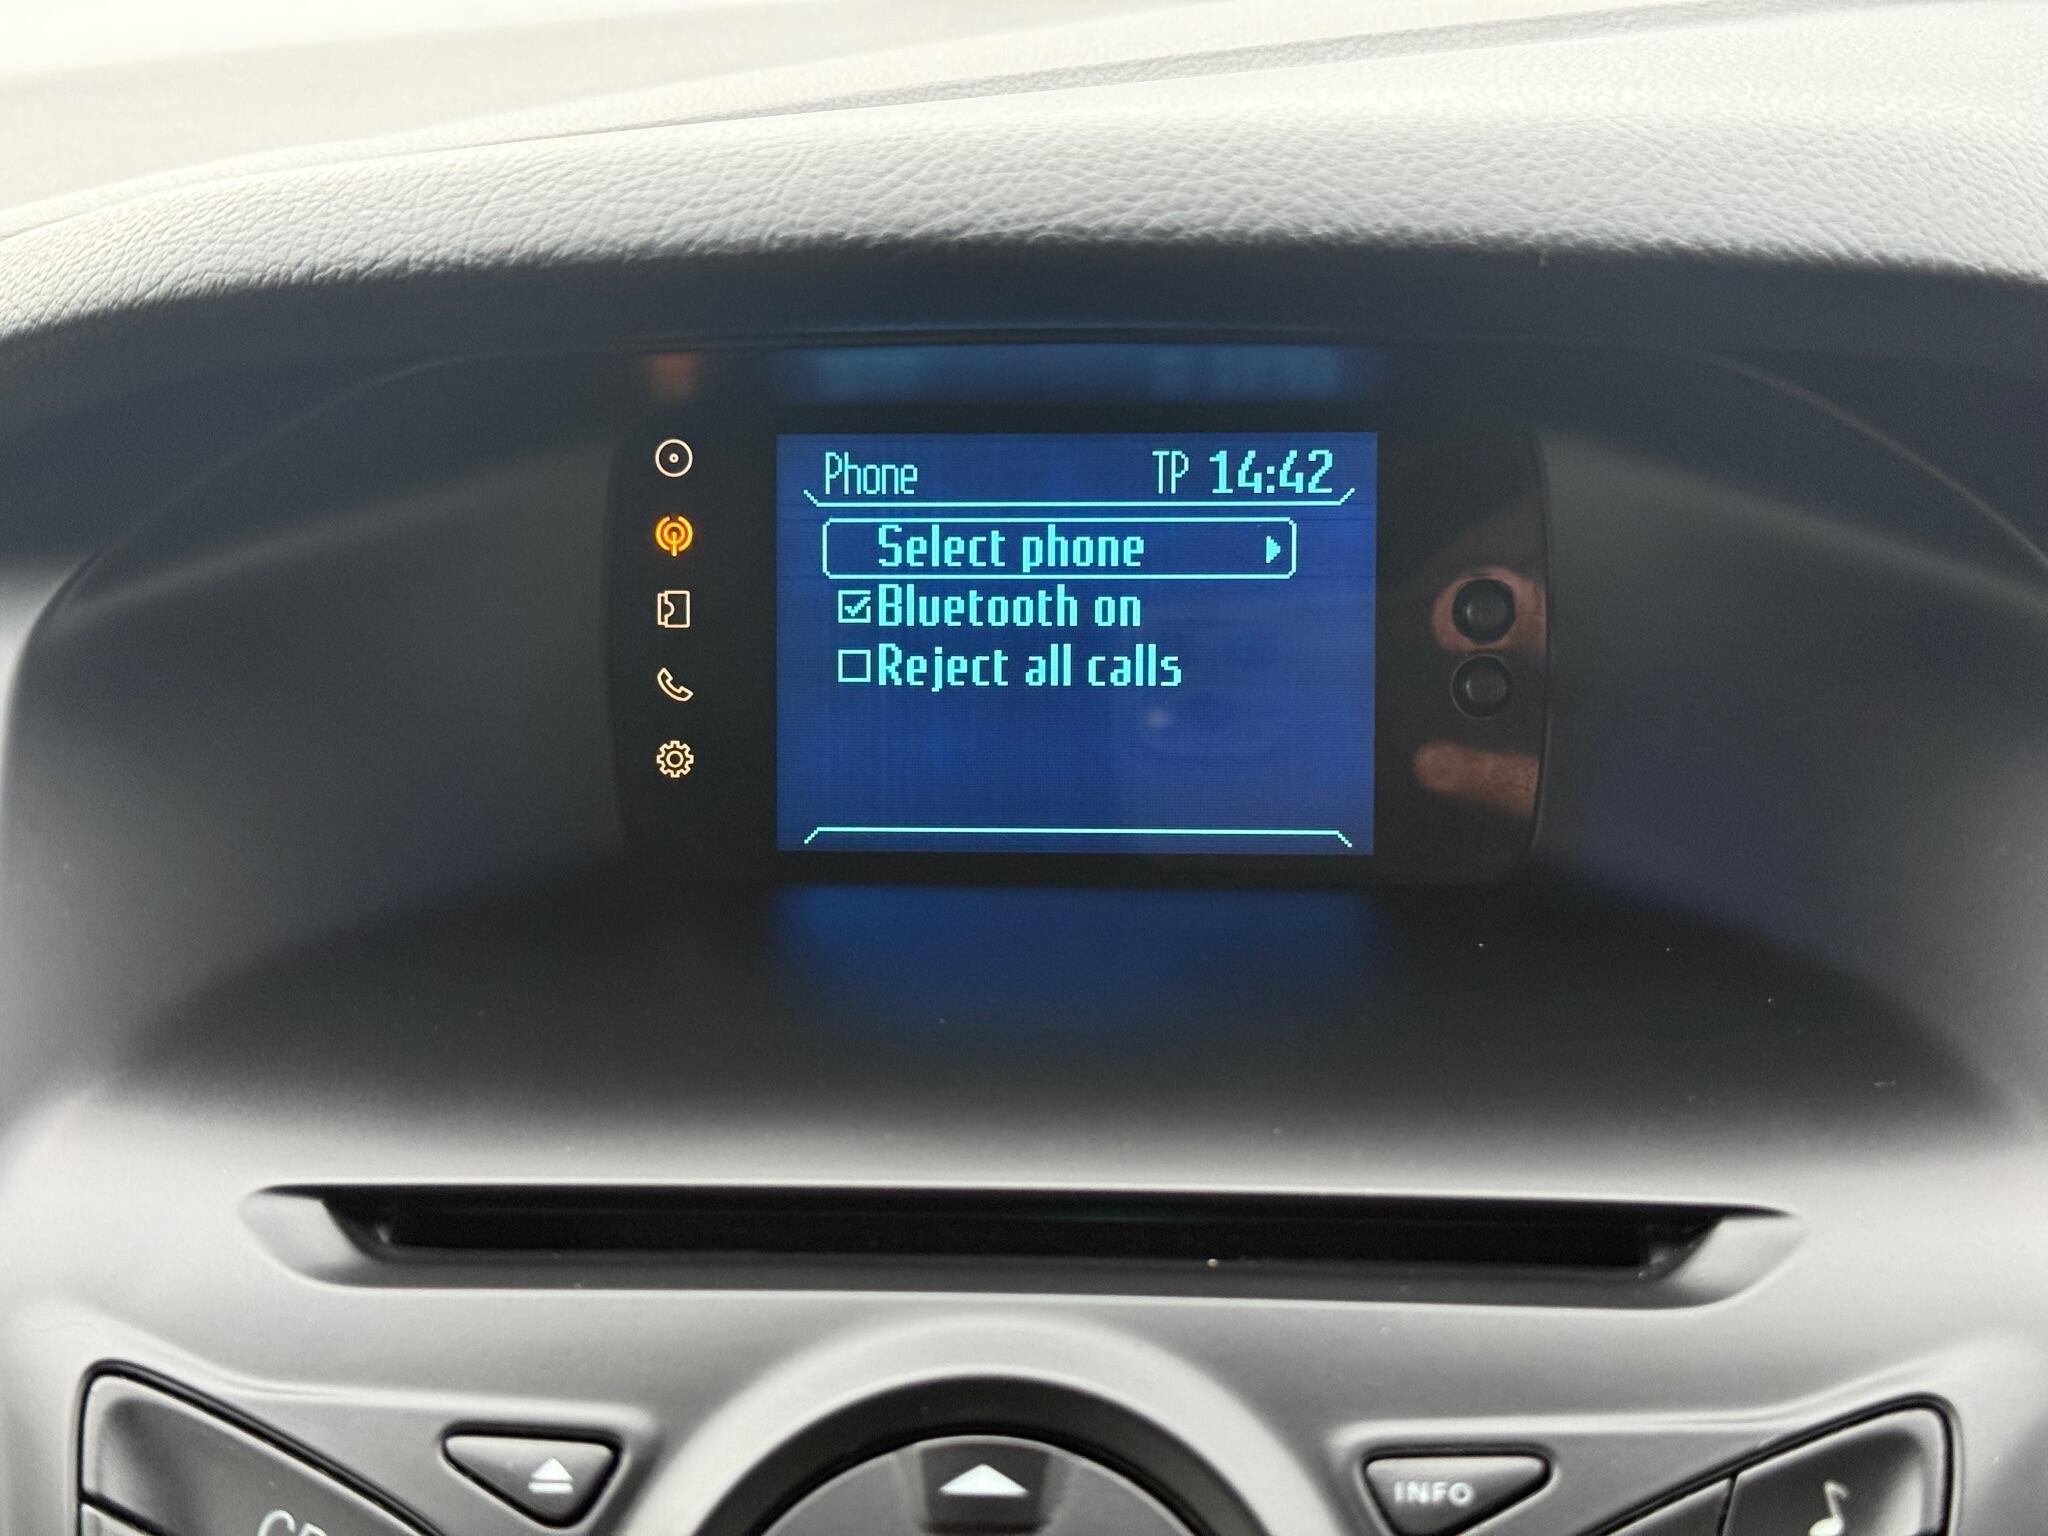 Phone TP 14:42
Select phone
Bluetooth on
Reject all calls
INFO